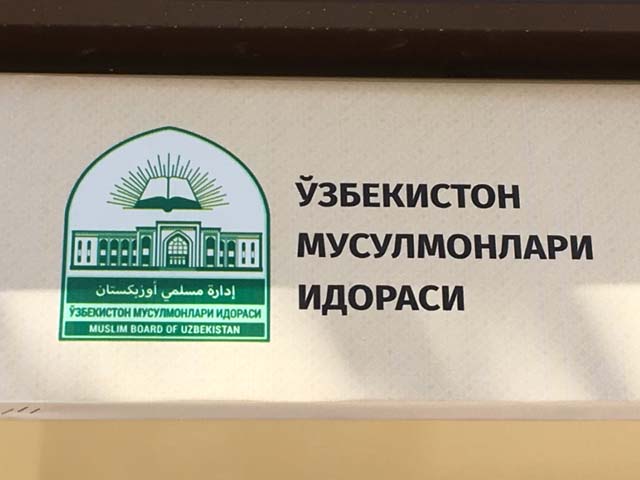 إدارة مسلمي أوزبكستان
ЎЗБЕКИСТОН МУСУЛМОНЛАРИ ИДОРАСИ
MUSLIM BOARD OF UZBEKISTAN
ЎЗБЕКИСТОН
МУСУЛМОНЛАРИ
ИДОРАСИ